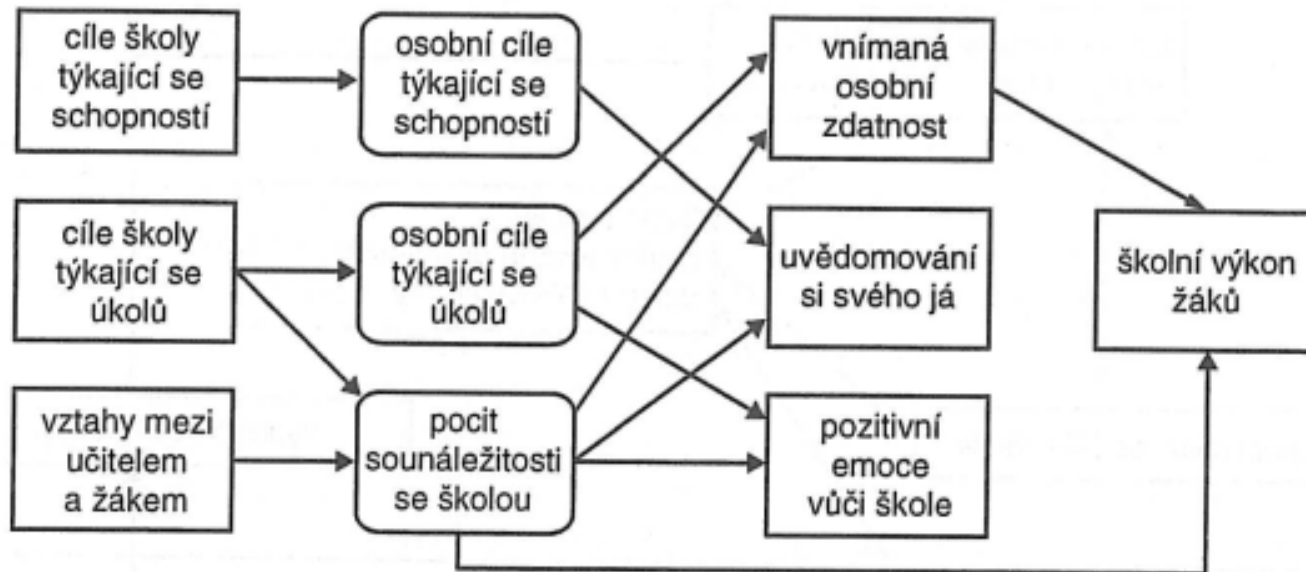 cíle školy
týkající se
schopností
osobní cíle
týkající se
schopností
vnímaná
osobní
zdatnost
cíle školy
týkající se
úkolů
osobní cíle
týkající se
úkolů
uvědomování
si svého já
školní výkon
žáků
vztahy mezi
učitelem
a žákem
pocit
sounáležitosti
se školou
pozitivní
emoce
vůči škole